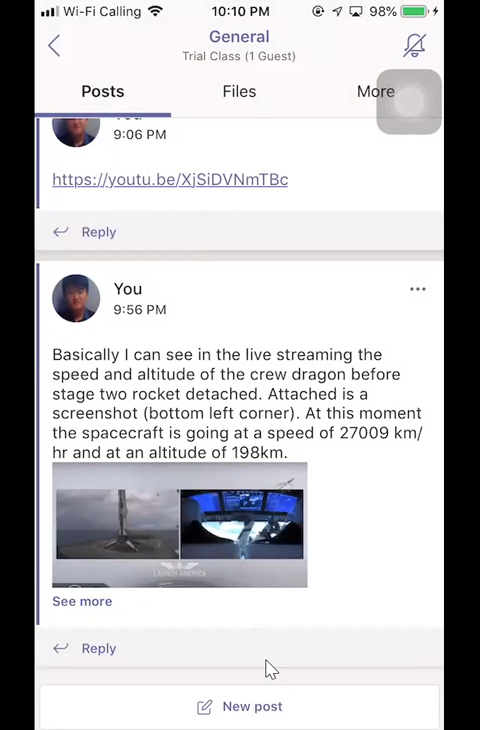 Wi-Fi Calling 10:10 PM 98%
General
Trial Class (1 Guest)
Posts Files More
You
9:06 PM
https://youtu.be/XjSiDVNmTBc
Reply
You
9:56 PM
Basically I can see in the live streaming the
speed and altitude of the crew dragon before
stage two rocket detached. Attached is a
screenshot (bottom left corner). At this moment
the spacecraft is going at a speed of 27009 km/
hr and at an altitude of 198km.
LAUNCH AMERICA
See more
Reply
New post